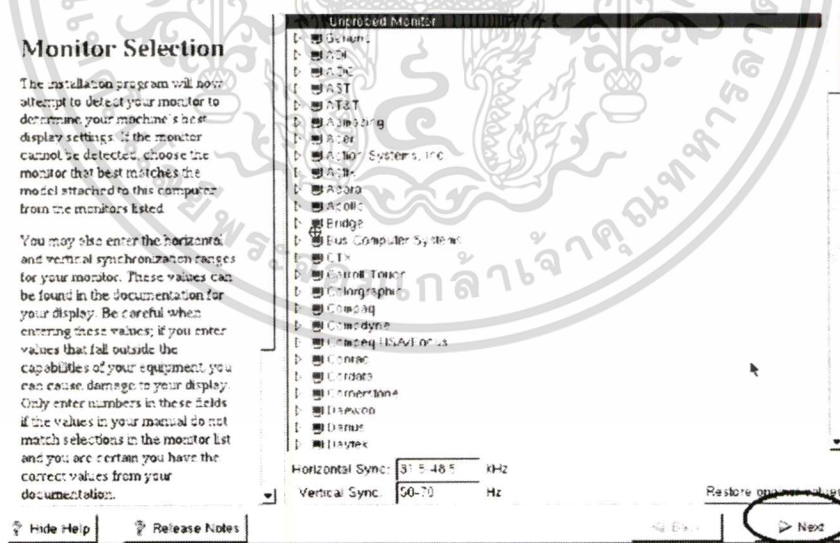 Monitor Selection
The installation program will now
attempt to detect your monitor to
determine your machine's best
display settings. If the monitor
cannot be detected, choose the
monitor that best matches the
model attached to this computer
from the monitors listed.
You may also enter the horizontal
and vertical synchronization ranges
for your monitor. These values can
be found in the documentation for
your display. Be careful when
entering these values; if you enter
values that fall outside the
capabilities of your equipment, you
can cause damage to your display.
Only enter numbers in these fields
if the values in your manual do not
match selections in the monitor list
and you are certain you have the
correct values from your
documentation.
Unprobed Monitor
Generic
ADI
AOC
AST
AT&T
Acer
Action Systems, Inc
Actix
Apollo
Bridge
Bus Computer Systems
CTX
Carroll Touch
Colorgraphic
Compaq
Compudyne
Conrac
Cordata
Cornerstone
Daewoo
Darius
Daytek
Horizontal Sync: 31.5-48.5 kHz
Vertical Sync: 50-70 Hz
Restore original values
Hide Help
Release Notes
Back
Next